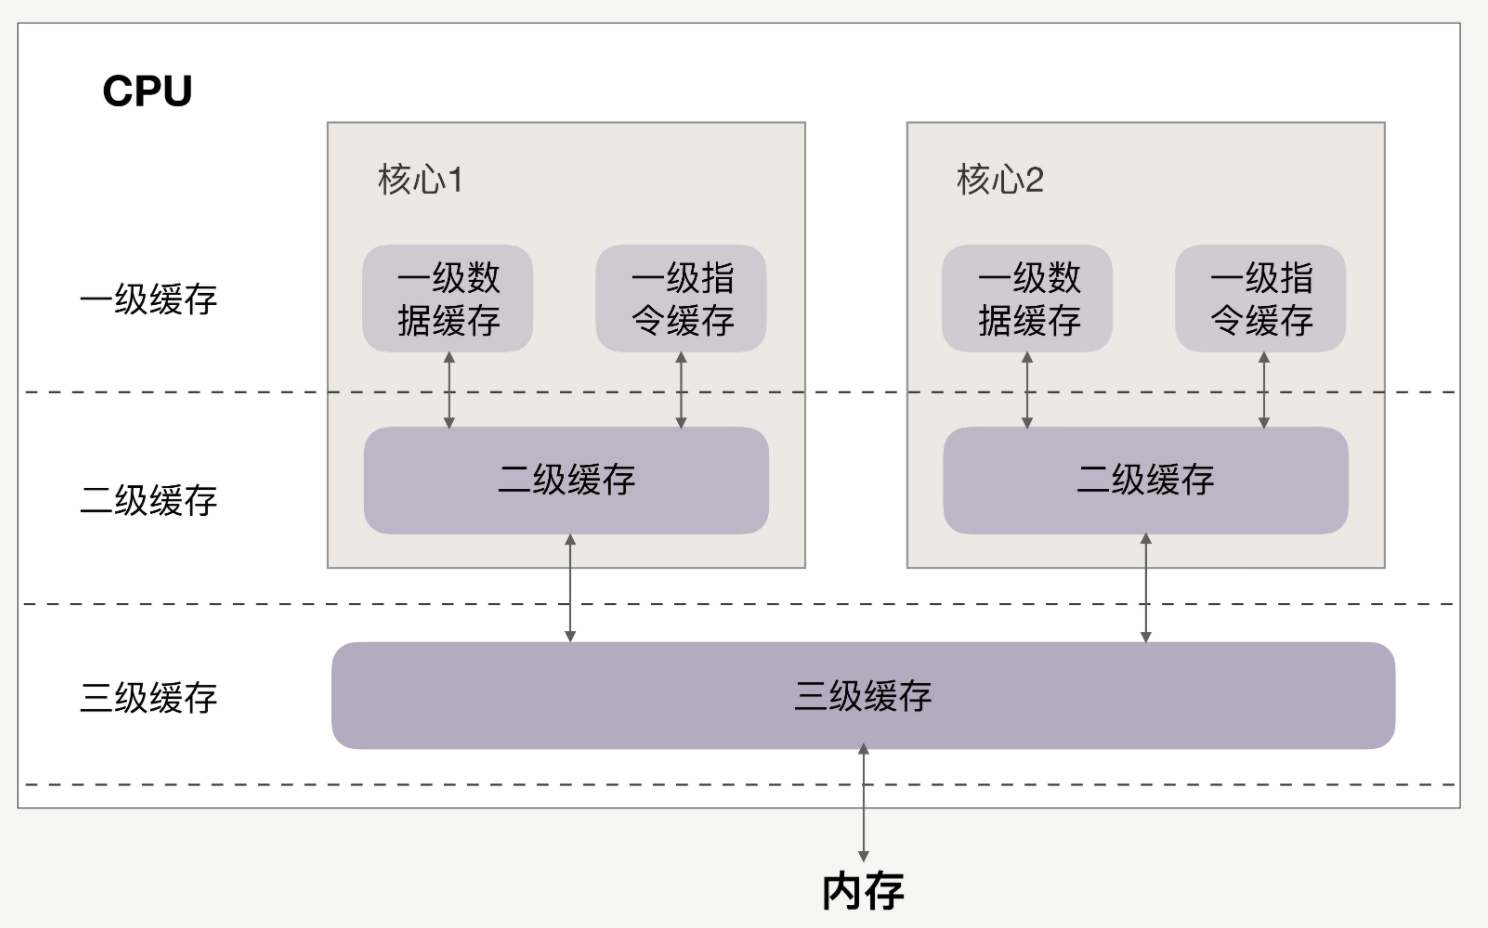 CPU
核心1
核心2
一级缓存
一级数
据缓存
一级指
令缓存
一级数
据缓存
一级指
令缓存
二级缓存
二级缓存
二级缓存
三级缓存
三级缓存
内存